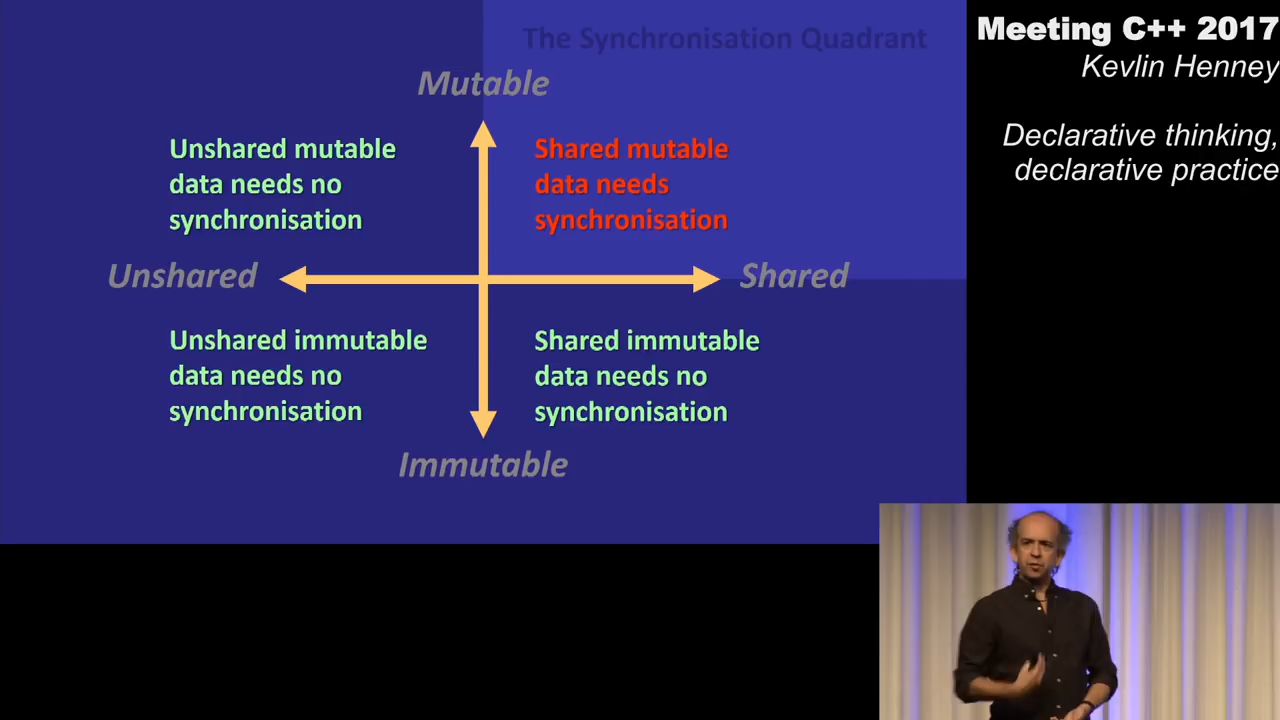 The Synchronisation Quadrant
Mutable
Unshared mutable
data needs no
synchronisation
Shared mutable
data needs
synchronisation
Unshared
Shared
Unshared immutable
data needs no
synchronisation
Shared immutable
data needs no
synchronisation
Immutable
Meeting C++ 2017
Kevlin Henney
Declarative thinking,
declarative practice